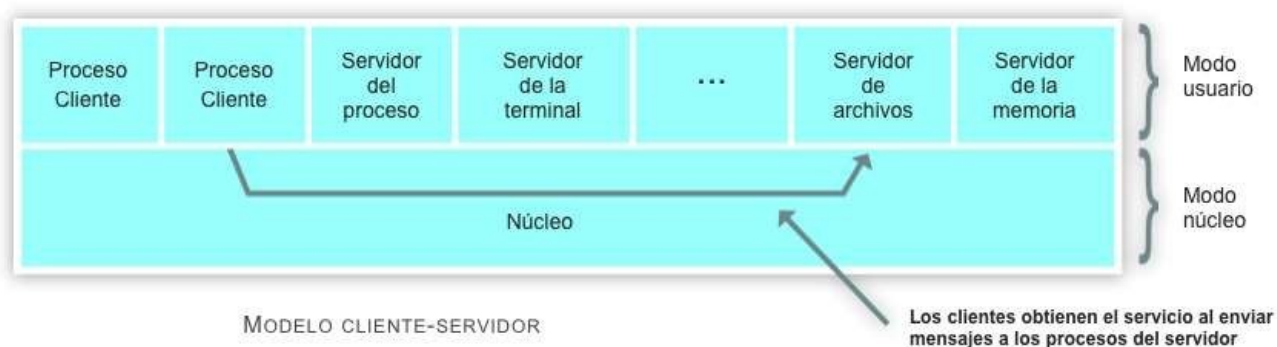 Proceso
Cliente
Proceso
Cliente
Servidor
del
proceso
Servidor
de la
terminal
...
Servidor
de
archivos
Servidor
de la
memoria
Modo
usuario
Núcleo
Modo
núcleo
MODELO CLIENTE-SERVIDOR
Los clientes obtienen el servicio al enviar
mensajes a los procesos del servidor